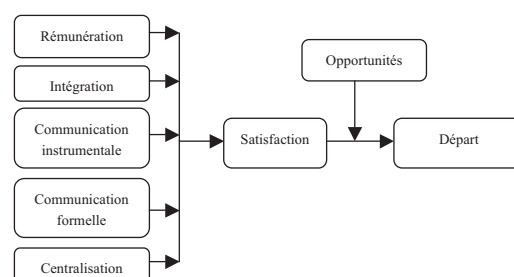 Rémunération
Intégration
Communication
instrumentale
Communication
formelle
Centralisation
Satisfaction
Opportunités
Départ